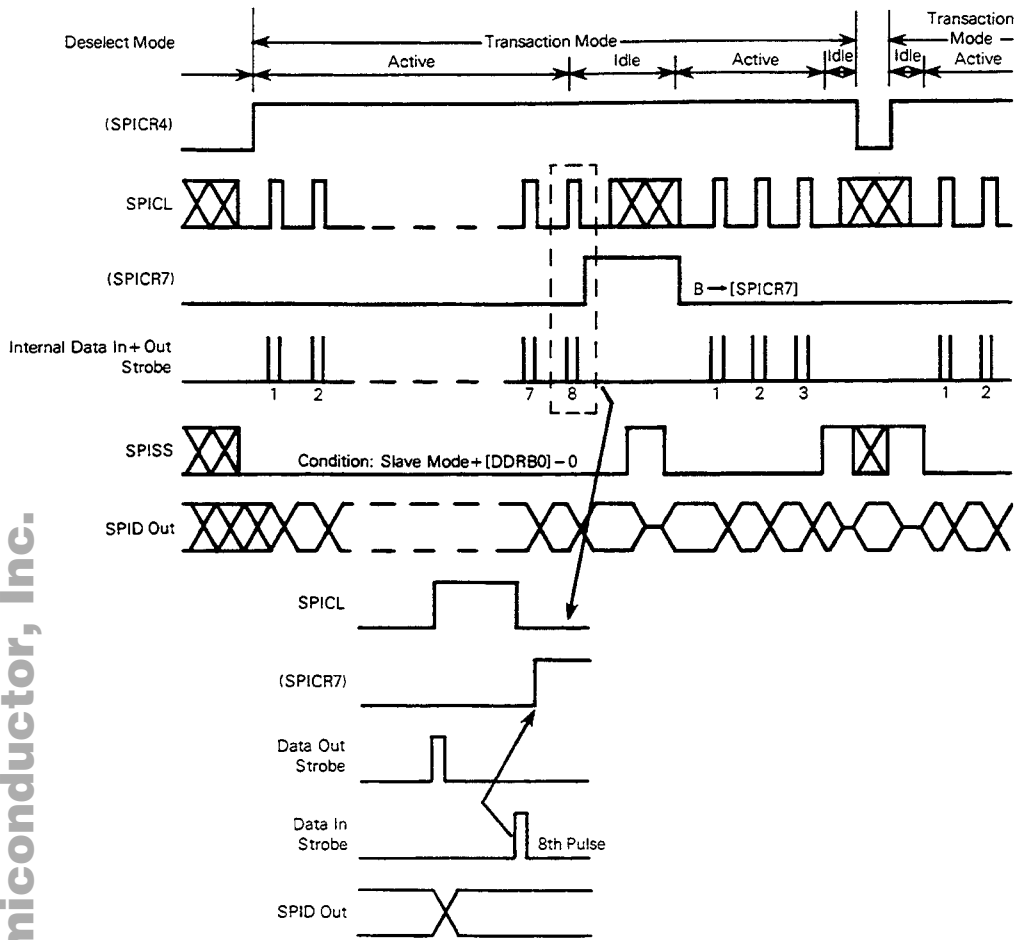 Transaction
Deselect Mode
Transaction Mode
Mode
Active
Idle
Active
Idle
Idle
Active
(SPICR4)
SPICL
(SPICR7)
B → [SPICR7]
Internal Data In + Out
Strobe
1 2 7 8 1 2 3 1 2
SPISS
Condition: Slave Mode + [DDRB0] - 0
SPID Out
SPICL
(SPICR7)
Data Out
Strobe
Data In
Strobe
8th Pulse
SPID Out
niconductor, Inc.